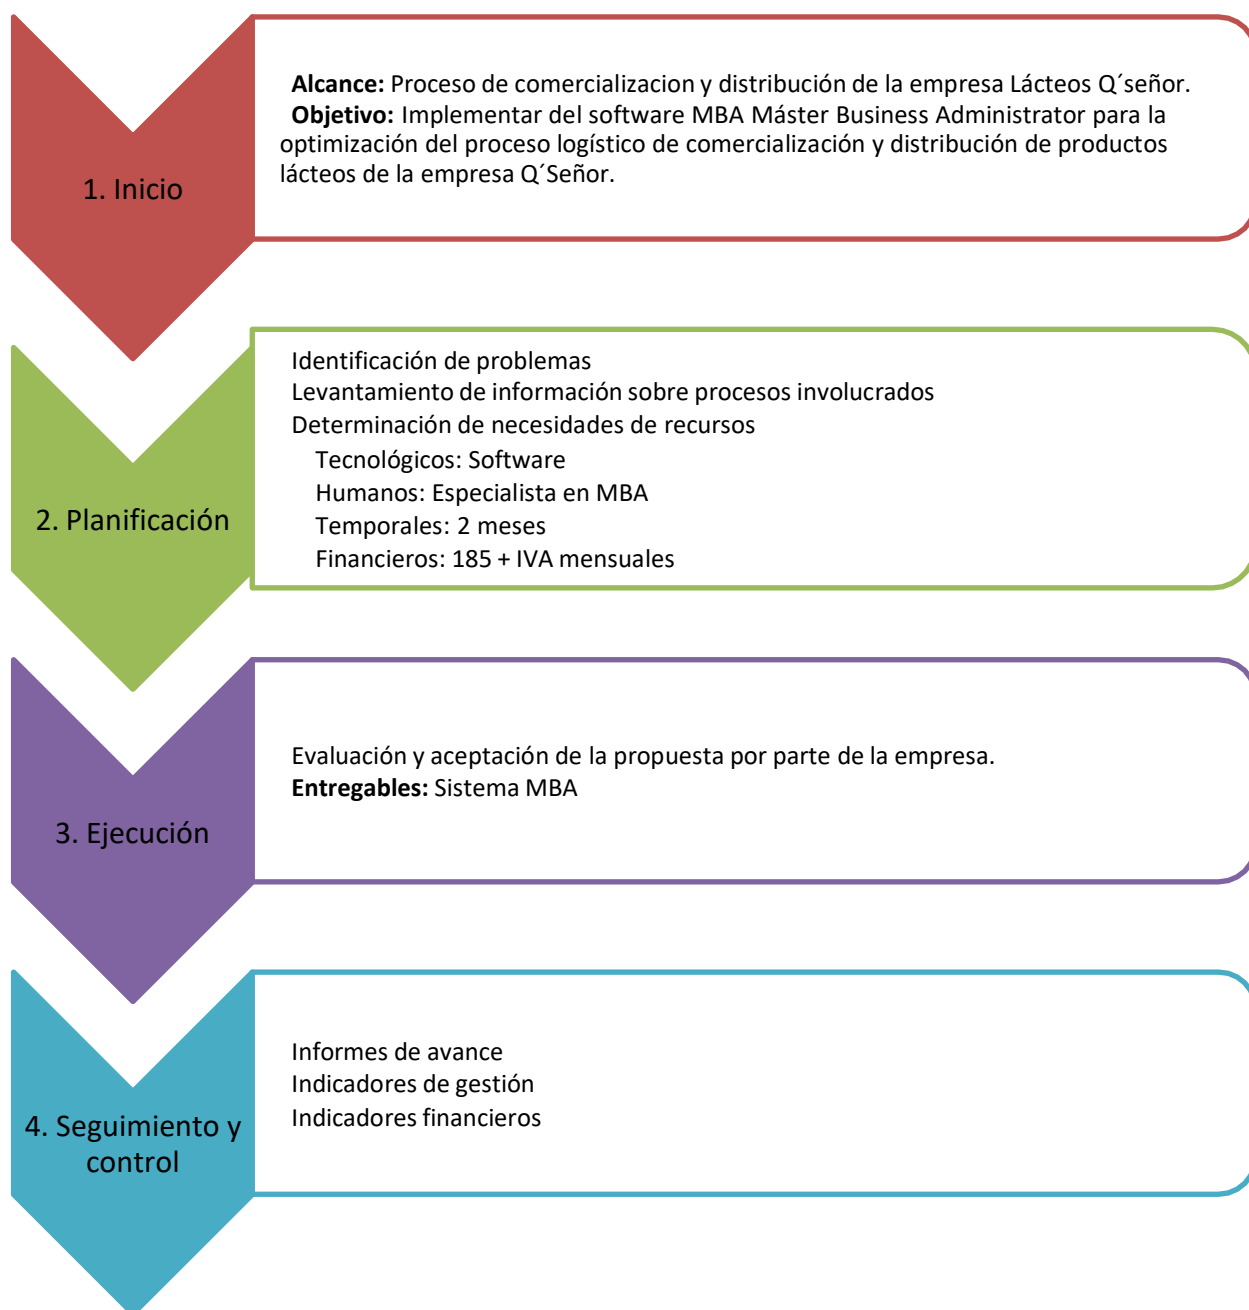 1. Inicio
Alcance: Proceso de comercializacion y distribución de la empresa Lácteos Q´señor.
Objetivo: Implementar del software MBA Máster Business Administrator para la
optimización del proceso logístico de comercialización y distribución de productos
lácteos de la empresa Q´Señor.
2. Planificación
Identificación de problemas
Levantamiento de información sobre procesos involucrados
Determinación de necesidades de recursos
Tecnológicos: Software
Humanos: Especialista en MBA
Temporales: 2 meses
Financieros: 185 + IVA mensuales
3. Ejecución
Evaluación y aceptación de la propuesta por parte de la empresa.
Entregables: Sistema MBA
4. Seguimiento y
control
Informes de avance
Indicadores de gestión
Indicadores financieros